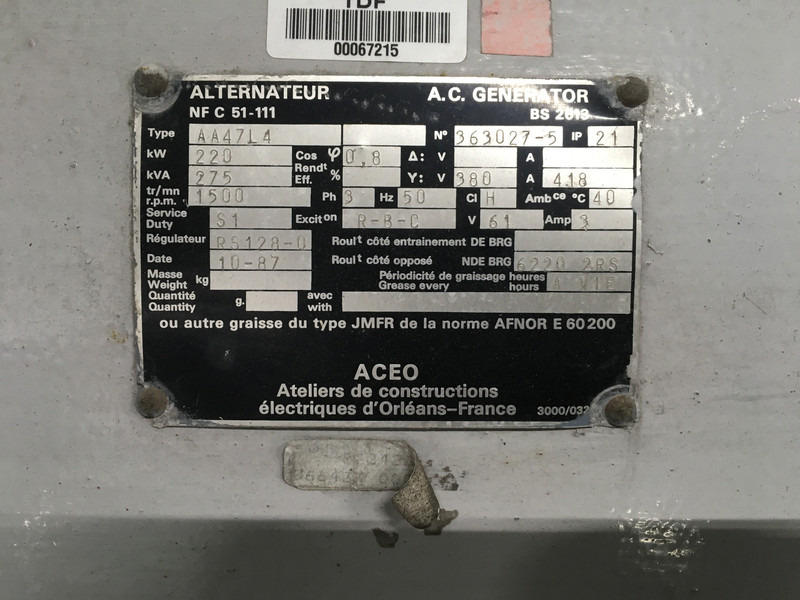 TDF
00067215
ALTERNATEUR A.C. GENERATOR
NF C 51-111 BS 2613
Type AA47L4 N° 363027-5 IP 21
kW 220 Cos φ 0,8 Δ: V A
kVA 275 Rendt Eff. % Y: V 380 A 418
tr/mn r.p.m. 1500 Ph 3 Hz 50 Cl H Ambce °C 40
Service Duty S1 Exciton R-B-C V 61 Amp 3
Régulateur RS128-0 Roult côté entrainement DE BRG
Date 10-87 Roult côté opposé NDE BRG 6220 2RS
Masse Weight kg Périodicité de graissage heures
Grease every hours A VIE
Quantité Quantity g. avec with
ou autre graisse du type JMFR de la norme AFNOR E 60200
ACEO
Ateliers de constructions
électriques d'Orléans-France 3000/032